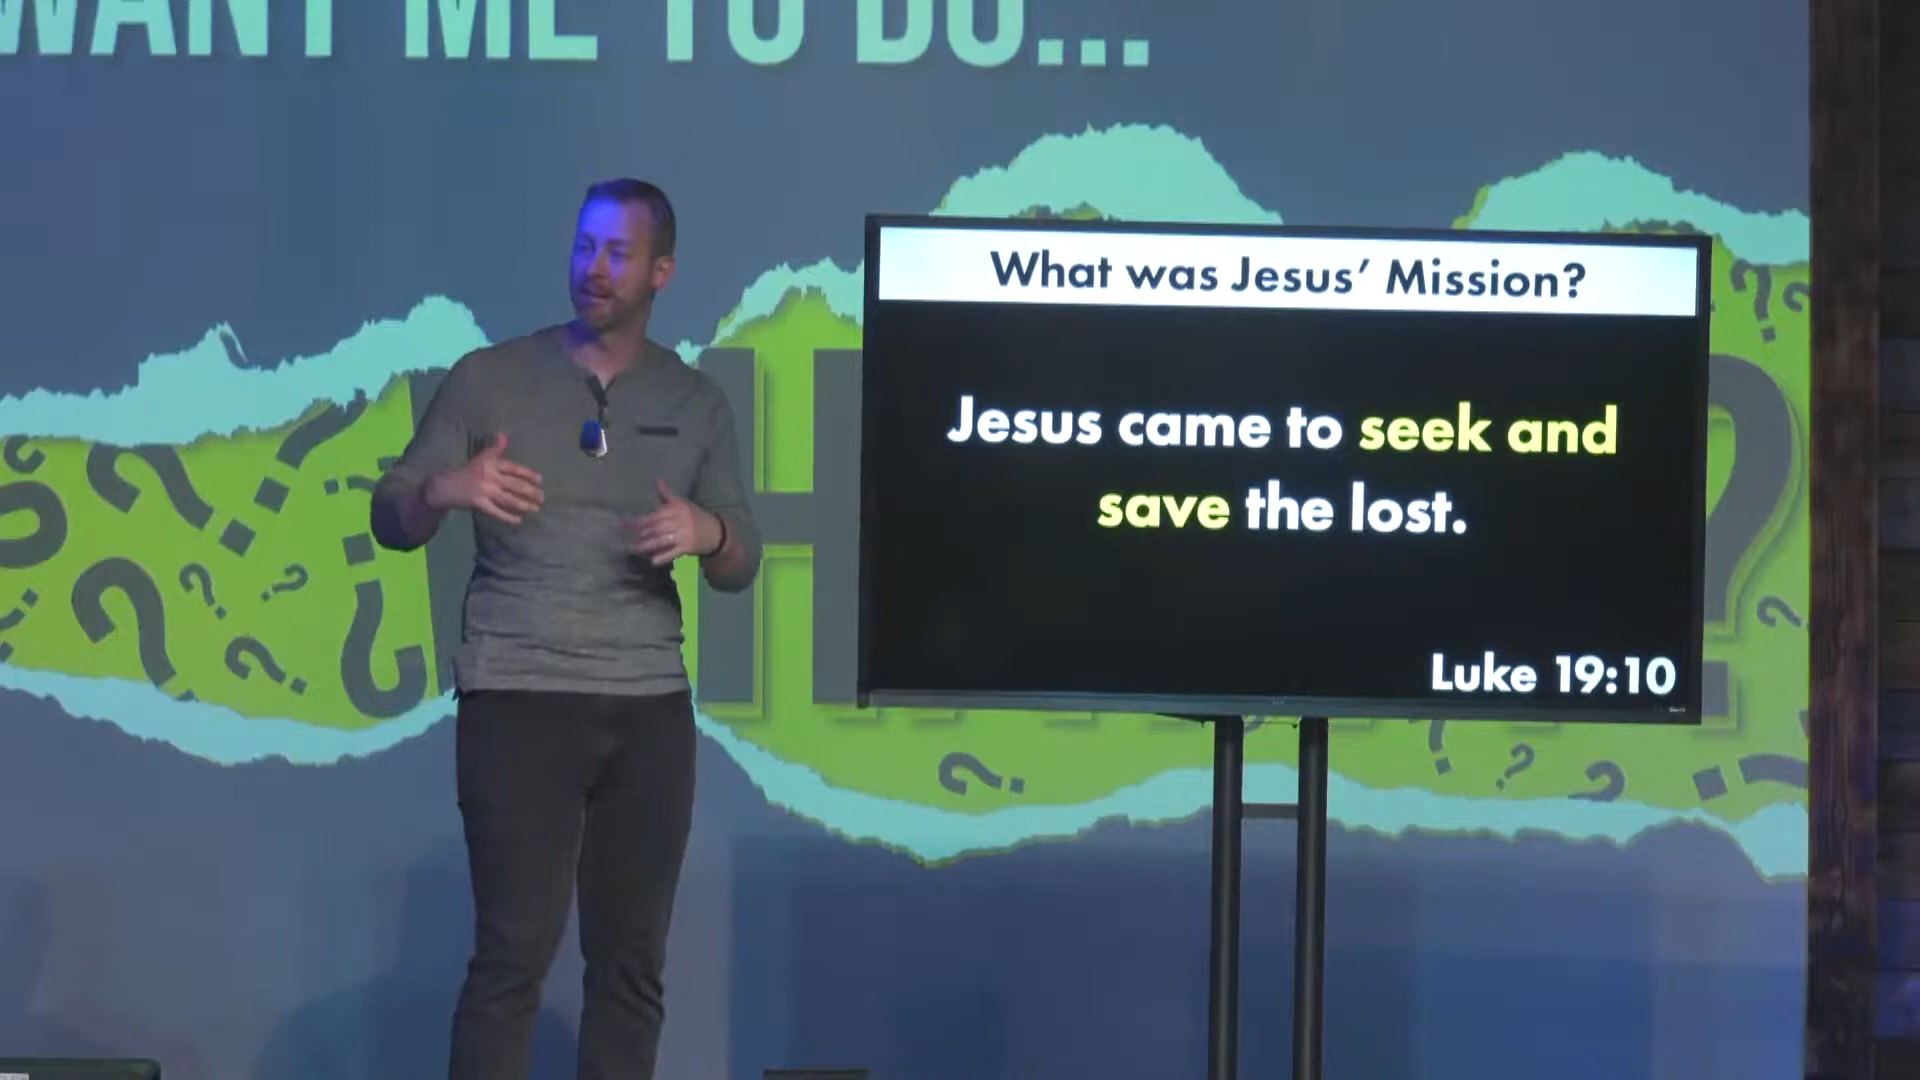 WANT ME TO DO...
What was Jesus’ Mission?
Jesus came to seek and
save the lost.
Luke 19:10